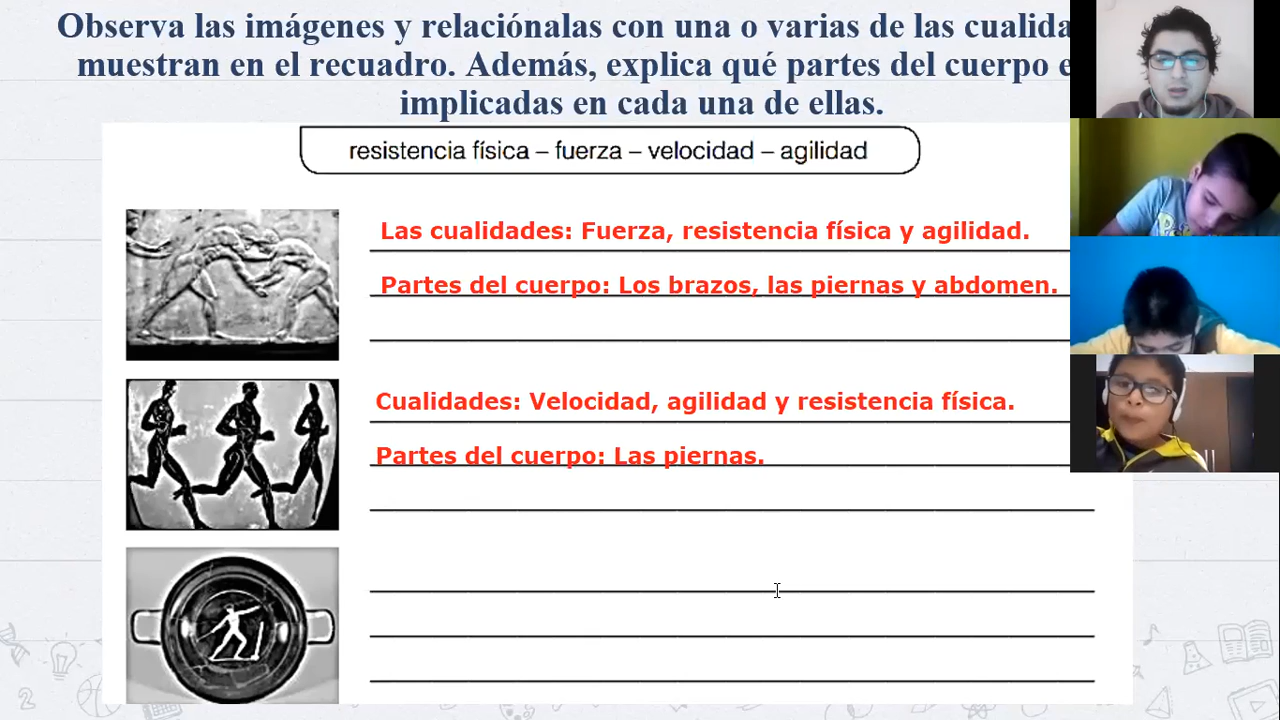 Observa las imágenes y relaciónalas con una o varias de las
muestran en el recuadro. Además, explica qué partes del cuerpo
implicadas en cada una de ellas.
resistencia física – fuerza – velocidad – agilidad
Las cualidades: Fuerza, resistencia física y agilidad.
Partes del cuerpo: Los brazos, las piernas y abdomen.
Cualidades: Velocidad, agilidad y resistencia física.
Partes del cuerpo: Las piernas.